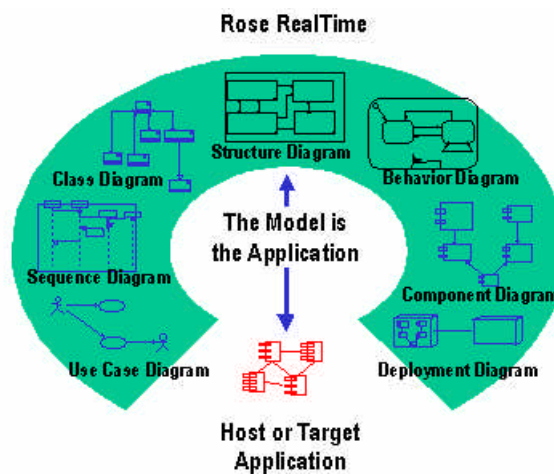 Rose RealTime
Structure Diagram
Class Diagram
Behavior Diagram
The Model is
the Application
Sequence Diagram
Component Diagram
Use Case Diagram
Deployment Diagram
Host or Target
Application